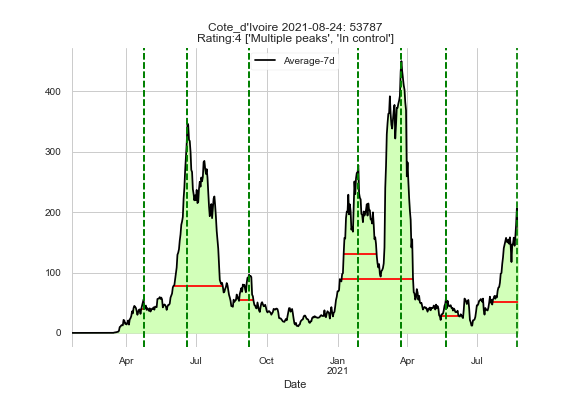 Cote_d'Ivoire 2021-08-24: 53787
Rating:4 ['Multiple peaks', 'In control']
Average-7d
400
300
200
100
0
Apr
Jul
Oct
Jan
2021
Apr
Jul
Date